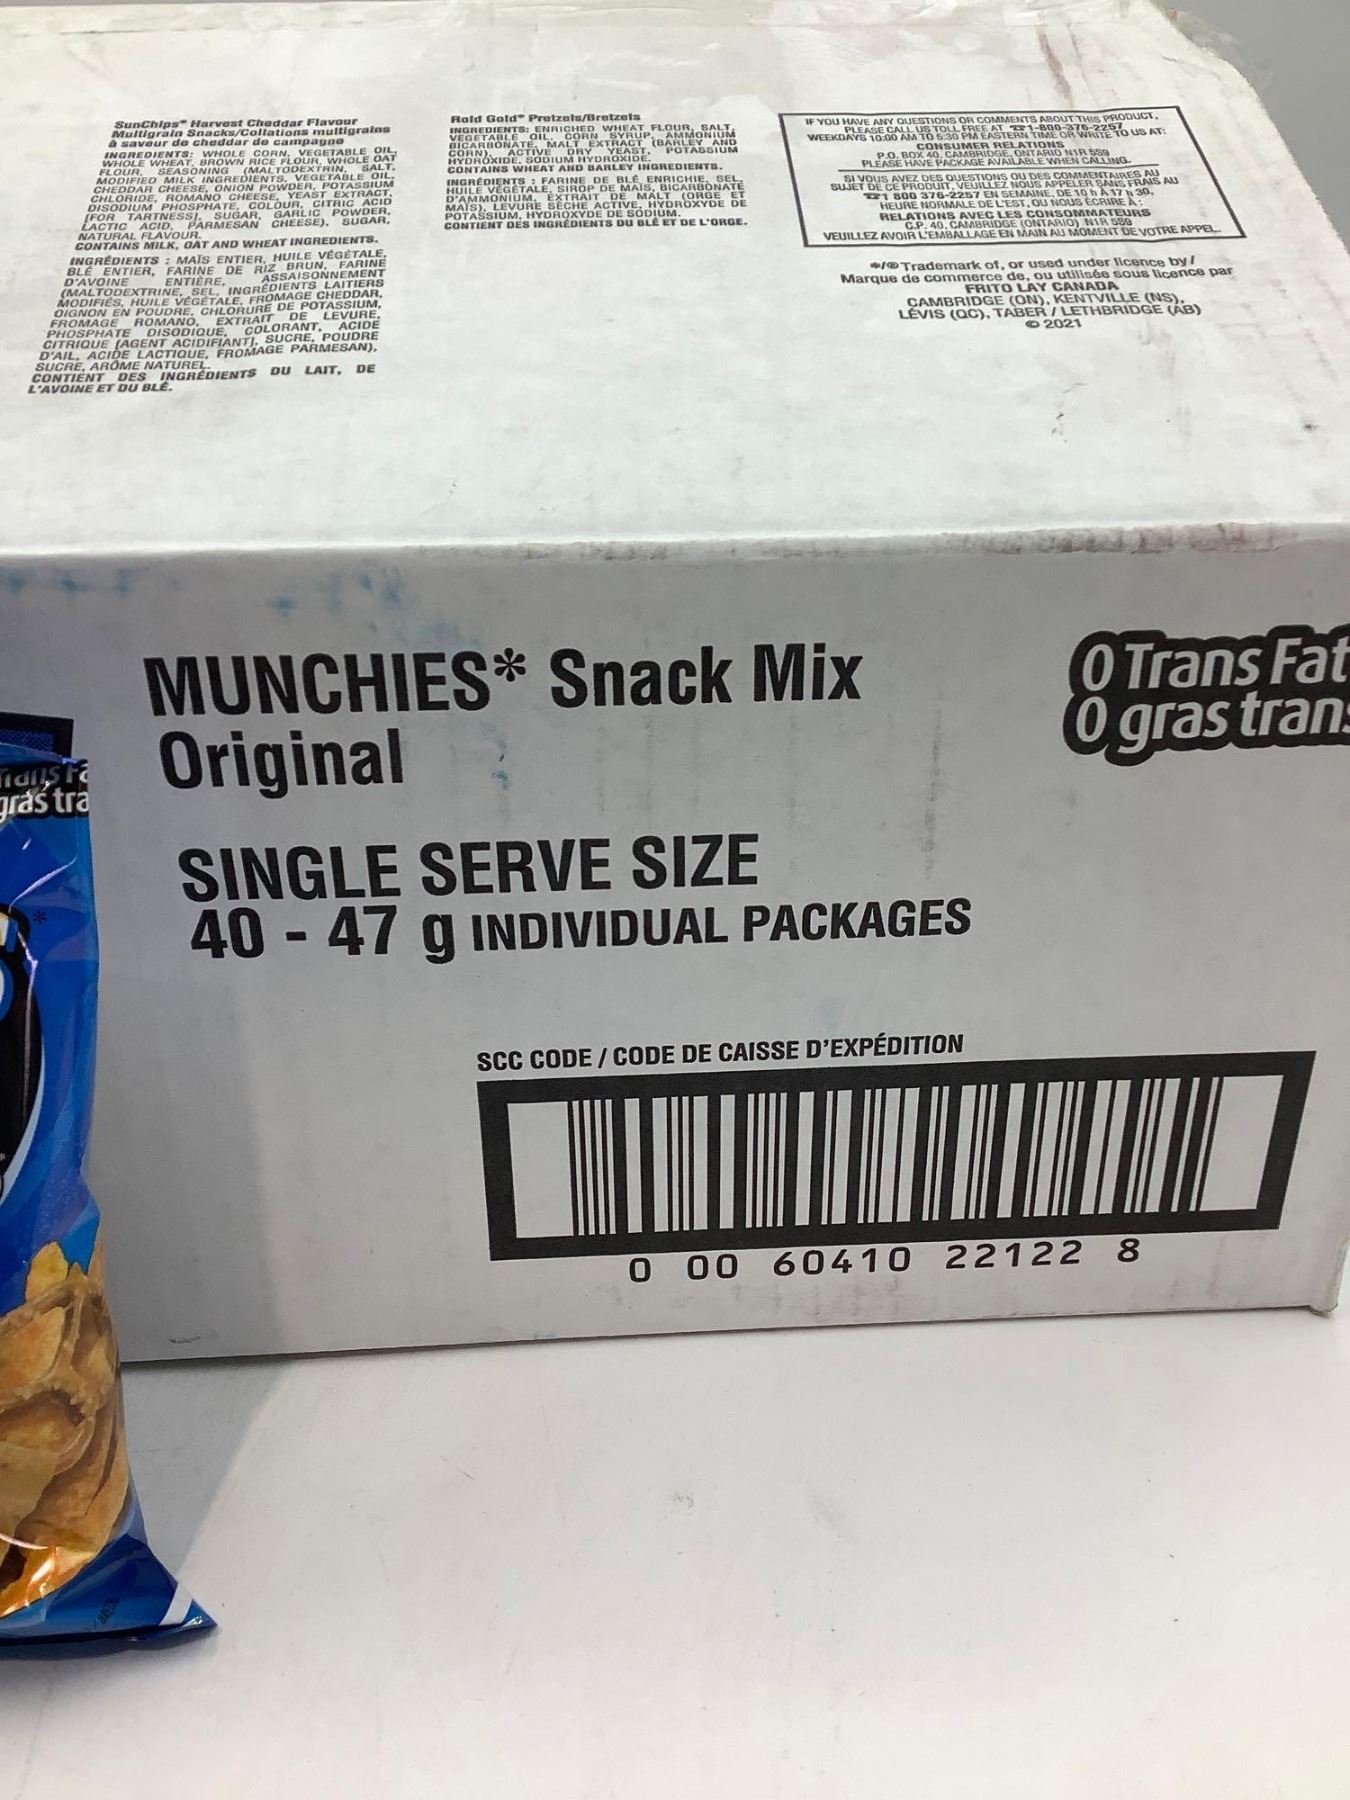 SunChips® Harvest Cheddar Flavour
Multigrain Snacks/Collations multigrains
à saveur de cheddar de campagne
INGREDIENTS: WHOLE CORN, VEGETABLE OIL,
WHOLE WHEAT, BROWN RICE FLOUR, WHOLE OAT
FLOUR, SEASONING (MALTODEXTRIN, SALT,
MODIFIED MILK INGREDIENTS, VEGETABLE OIL,
CHEDDAR CHEESE, ONION POWDER, POTASSIUM
CHLORIDE, ROMANO CHEESE, YEAST EXTRACT,
DISODIUM PHOSPHATE, COLOUR, CITRIC ACID
[FOR TARTNESS], SUGAR, GARLIC POWDER,
LACTIC ACID, PARMESAN CHEESE), SUGAR,
NATURAL FLAVOUR.
CONTAINS MILK, OAT AND WHEAT INGREDIENTS.
INGRÉDIENTS : MAÏS ENTIER, HUILE VÉGÉTALE,
BLÉ ENTIER, FARINE DE RIZ BRUN, FARINE
D'AVOINE ENTIÈRE, ASSAISONNEMENT
(MALTODEXTRINE, SEL, INGRÉDIENTS LAITIERS
MODIFIÉS, HUILE VÉGÉTALE, FROMAGE CHEDDAR,
OIGNON EN POUDRE, CHLORURE DE POTASSIUM,
FROMAGE ROMANO, EXTRAIT DE LEVURE,
PHOSPHATE DISODIQUE, COLORANT, ACIDE
CITRIQUE [AGENT ACIDIFIANT], SUCRE, POUDRE
D'AIL, ACIDE LACTIQUE, FROMAGE PARMESAN),
SUCRE, ARÔME NATUREL.
CONTIENT DES INGRÉDIENTS DU LAIT, DE
L'AVOINE ET DU BLÉ.
Rold Gold® Pretzels/Bretzels
INGREDIENTS: ENRICHED WHEAT FLOUR, SALT,
VEGETABLE OIL, CORN SYRUP, AMMONIUM
BICARBONATE, MALT EXTRACT (BARLEY AND
CORN), ACTIVE DRY YEAST, POTASSIUM
HYDROXIDE, SODIUM HYDROXIDE.
CONTAINS WHEAT AND BARLEY INGREDIENTS.
INGRÉDIENTS : FARINE DE BLÉ ENRICHIE, SEL,
HUILE VÉGÉTALE, SIROP DE MAÏS, BICARBONATE
D'AMMONIUM, EXTRAIT DE MALT (ORGE ET
MAÏS), LEVURE SÈCHE ACTIVE, HYDROXYDE DE
POTASSIUM, HYDROXYDE DE SODIUM.
CONTIENT DES INGRÉDIENTS DU BLÉ ET DE L'ORGE.
IF YOU HAVE ANY QUESTIONS OR COMMENTS ABOUT THIS PRODUCT,
PLEASE CALL US TOLL FREE AT ☎1-800-376-2257
WEEKDAYS 10:00 AM TO 5:30 PM EASTERN TIME OR WRITE TO US AT:
CONSUMER RELATIONS
P.O. BOX 40, CAMBRIDGE, ONTARIO N1R 5S9
PLEASE HAVE PACKAGE AVAILABLE WHEN CALLING.
SI VOUS AVEZ DES QUESTIONS OU DES COMMENTAIRES AU
SUJET DE CE PRODUIT, VEUILLEZ NOUS APPELER SANS FRAIS AU
☎1 800 376-2257 EN SEMAINE, DE 10 h À 17 h 30,
HEURE NORMALE DE L'EST, OU NOUS ÉCRIRE À :
RELATIONS AVEC LES CONSOMMATEURS
C.P. 40, CAMBRIDGE (ONTARIO) N1R 5S9
VEUILLEZ AVOIR L'EMBALLAGE EN MAIN AU MOMENT DE VOTRE APPEL.
*/® Trademark of, or used under licence by/
Marque de commerce de, ou utilisée sous licence par
FRITO LAY CANADA
CAMBRIDGE (ON), KENTVILLE (NS),
LÉVIS (QC), TABER / LETHBRIDGE (AB)
© 2021
MUNCHIES* Snack Mix
Original
0 Trans Fat
0 gras trans
SINGLE SERVE SIZE
40 - 47 g INDIVIDUAL PACKAGES
SCC CODE / CODE DE CAISSE D'EXPÉDITION
0 00 60410 22122 8